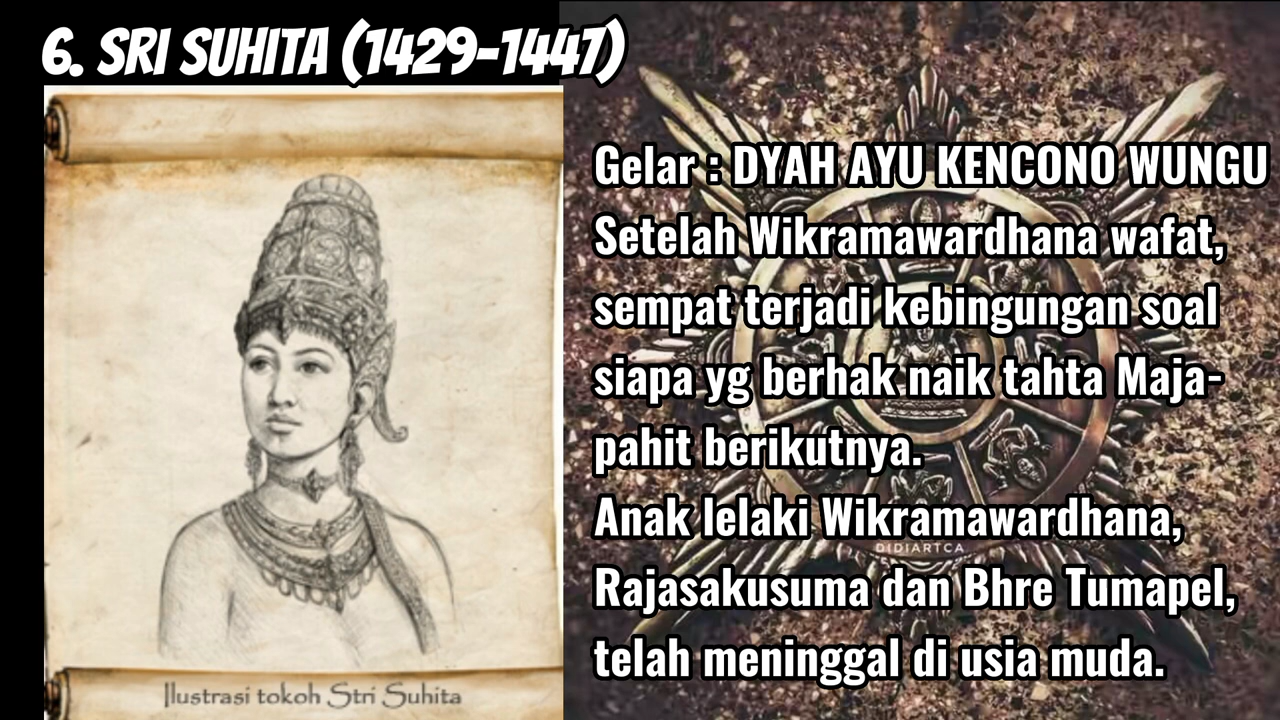 6. SRI SUHITA (1429-1447)
Gelar : DYAH AYU KENCONO WUNGU
Setelah Wikramawardhana wafat,
sempat terjadi kebingungan soal
siapa yg berhak naik tahta Maja-
pahit berikutnya.
Anak lelaki Wikramawardhana,
DIDIARTCA
Rajasakusuma dan Bhre Tumapel,
telah meninggal di usia muda.
Ilustrasi tokoh Stri Suhita